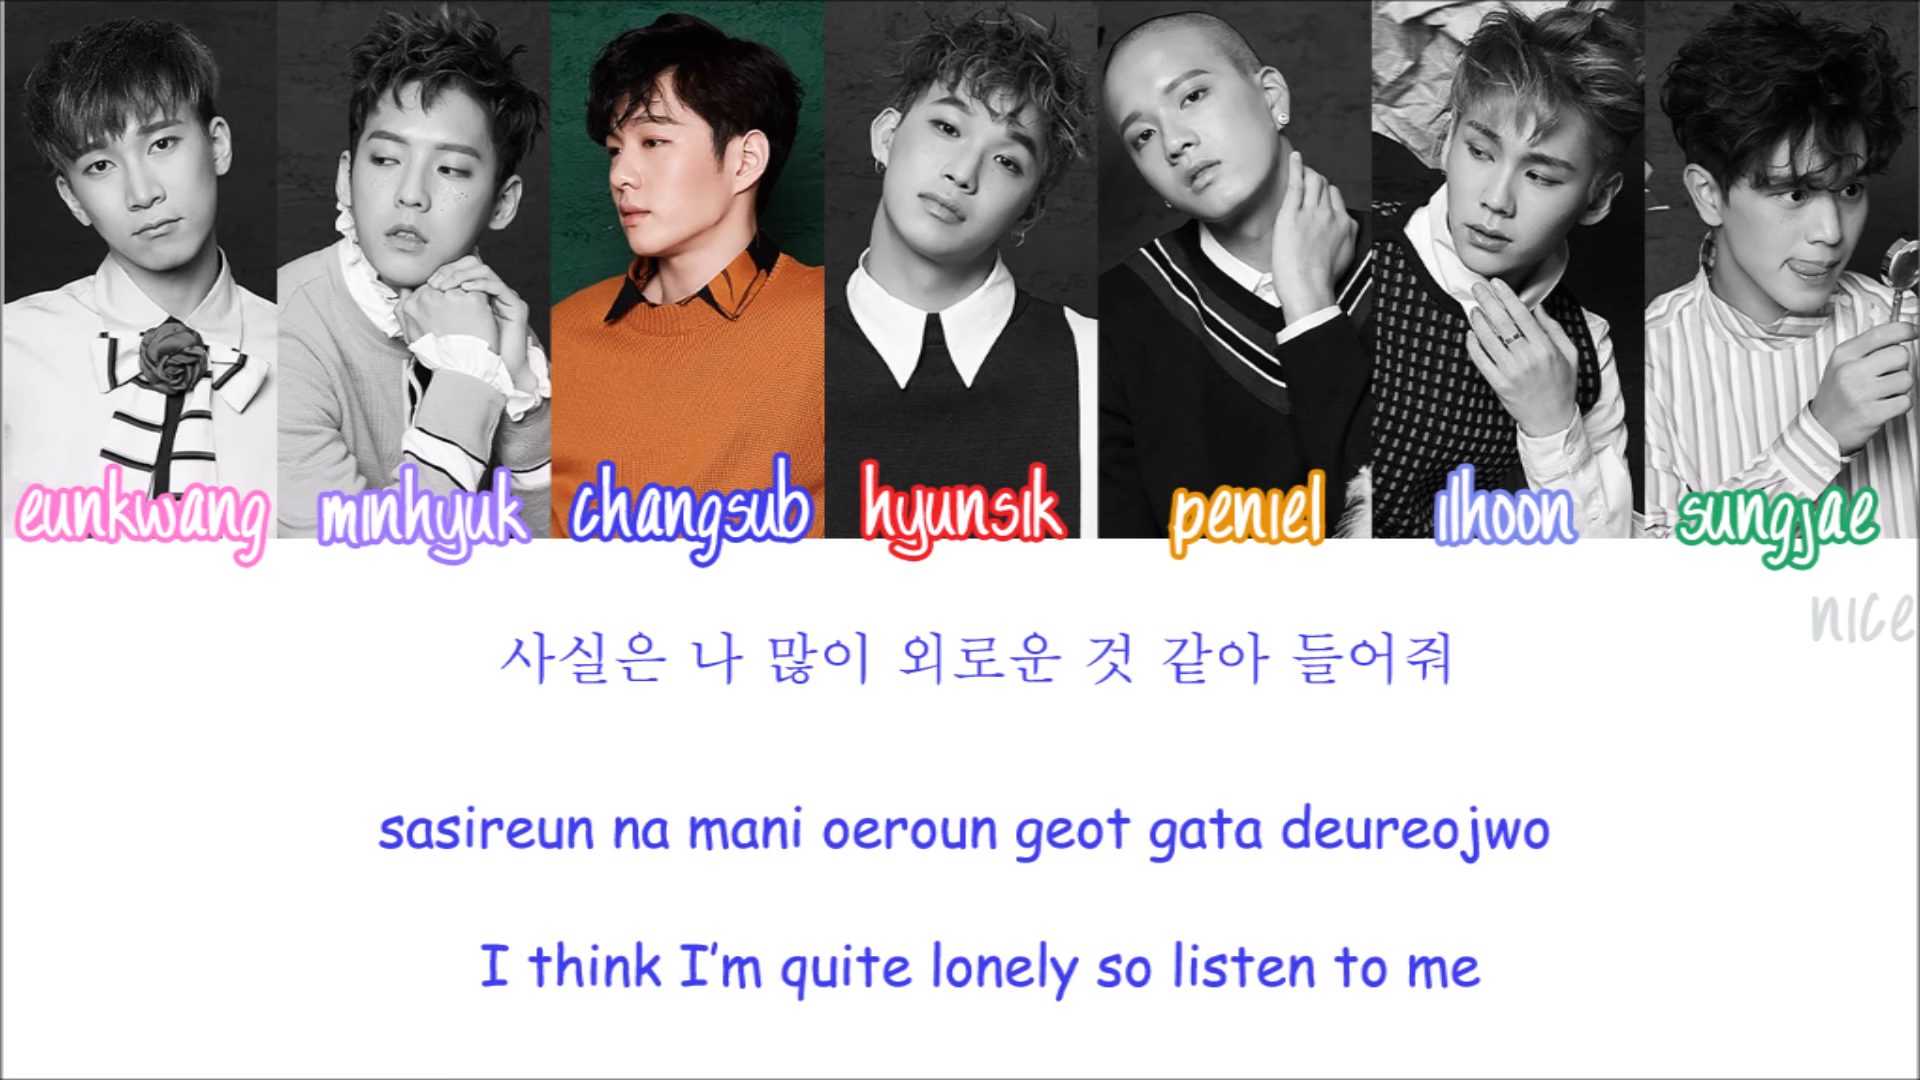 eunkwang minhyuk changsub hyunsik peniel ilhoon sungjae
nice
사실은 나 많이 외로운 것 같아 들어줘
sasireun na mani oeroun geot gata deureojwo
I think I'm quite lonely so listen to me